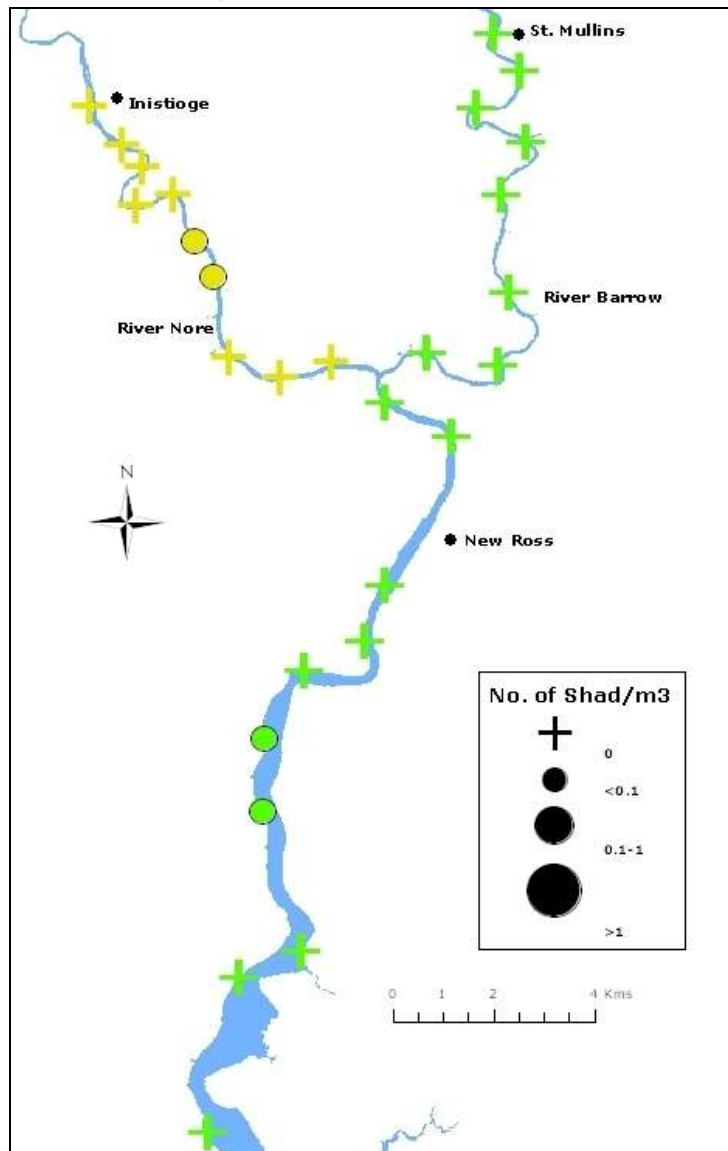 St. Mullins
Inistioge
River Barrow
River Nore
N
New Ross
No. of Shad/m3
0
<0.1
0.1-1
>1
0 1 2 4 Kms